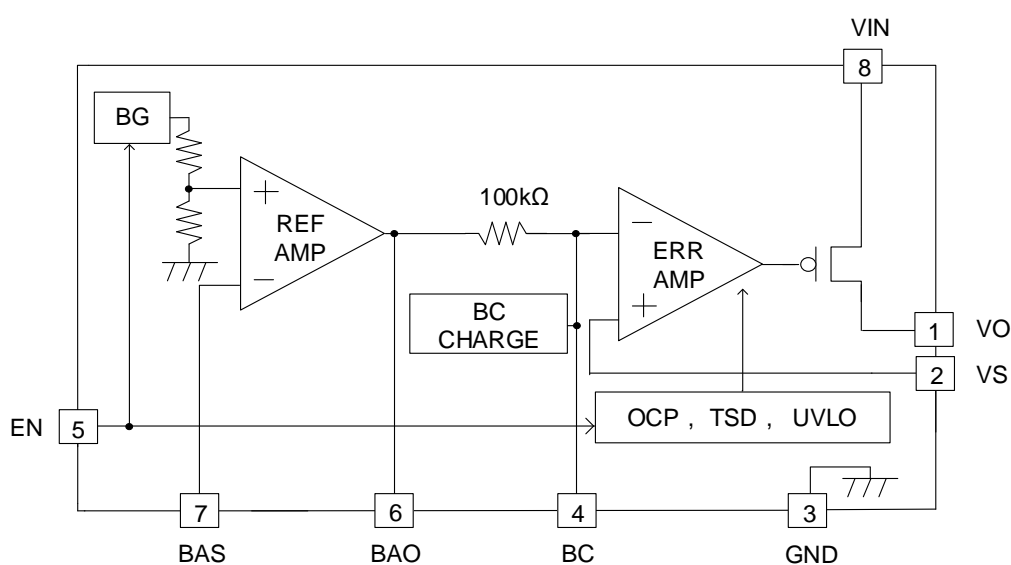 VIN
8
BG
100kΩ
+
REF
AMP
−
−
ERR
AMP
+
BC
CHARGE
1
VO
2
VS
EN
5
OCP , TSD , UVLO
7
6
4
3
BAS
BAO
BC
GND